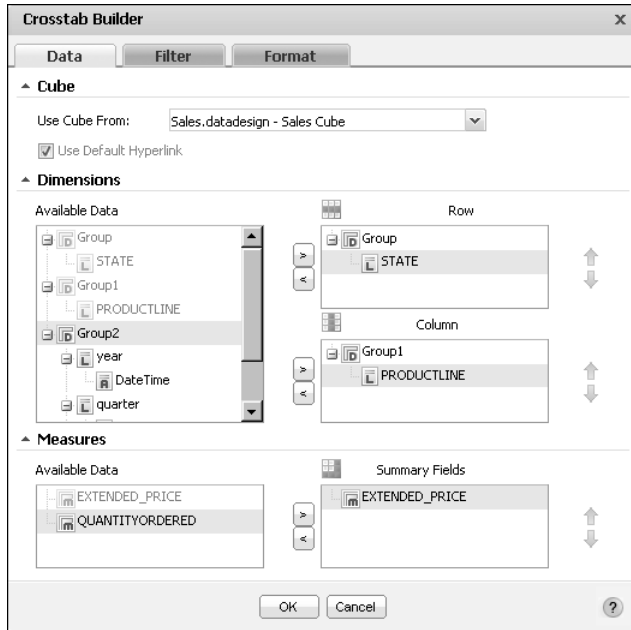 Crosstab Builder x
Data Filter Format
Cube
Use Cube From: Sales.datadesign - Sales Cube
Use Default Hyperlink
Dimensions
Available Data
Group
STATE
Group1
PRODUCTLINE
Group2
year
DateTime
quarter
> <
Row
Group
STATE
> <
Column
Group1
PRODUCTLINE
Measures
Available Data
EXTENDED_PRICE
QUANTITYORDERED
> <
Summary Fields
EXTENDED_PRICE
OK Cancel ?